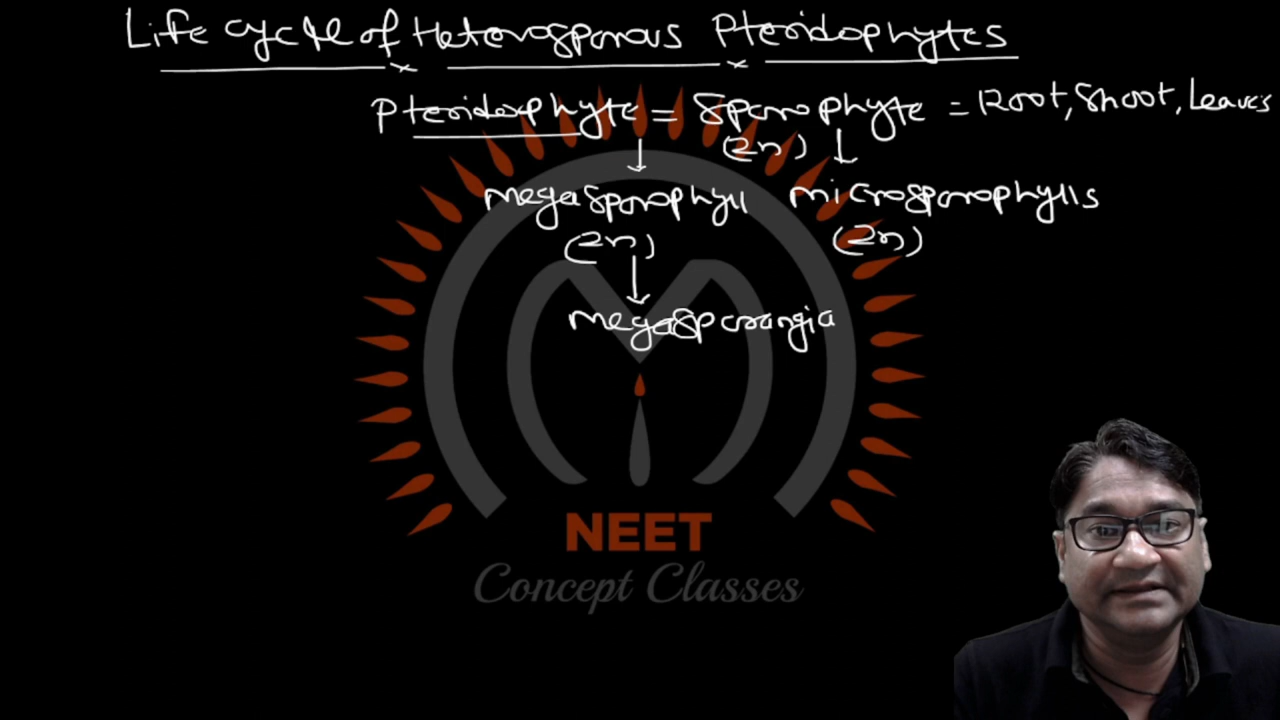 Life cycle of Heterosporous Pteridophytes
Pteridophyte = Sporophyte = Root, Shoot, Leaves
(2n)
megasporophyll microsporophylls
(2n) (2n)
megasporangia
NEET
Concept Classes